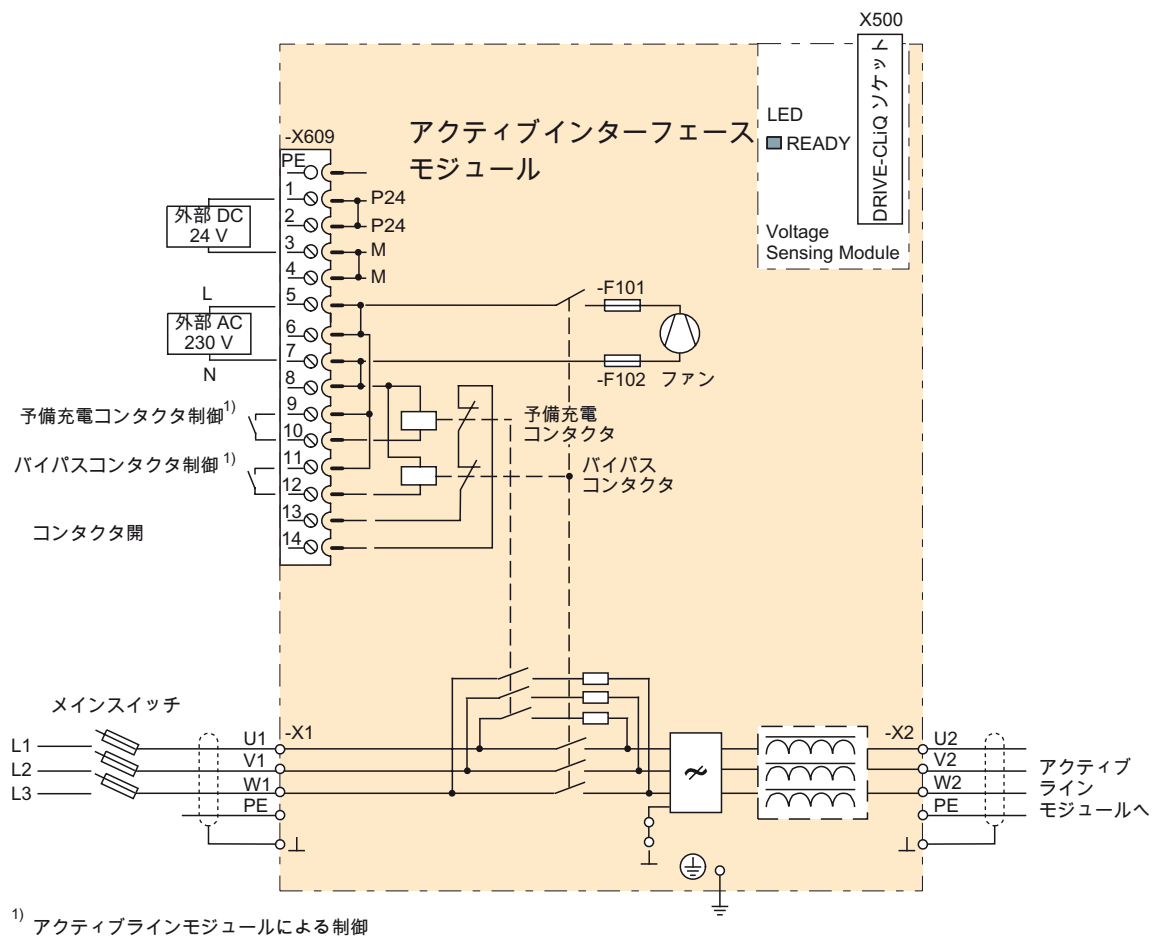 X500
DRIVE-CLiQ ソケット
LED
READY
Voltage
Sensing Module
アクティブインターフェース
モジュール
-X609
PE
1
P24
外部 DC
24 V
2
P24
3
M
4
M
L
5
-F101
外部 AC
230 V
6
7
N
-F102
ファン
8
予備充電コンタクタ制御1)
9
予備充電
コンタクタ
10
バイパスコンタクタ制御1)
11
バイパス
コンタクタ
12
13
コンタクタ開
14
メインスイッチ
-X1
-X2
L1
U1
U2
L2
V1
V2
L3
W1
W2
PE
PE
アクティブ
ライン
モジュールへ
1) アクティブラインモジュールによる制御